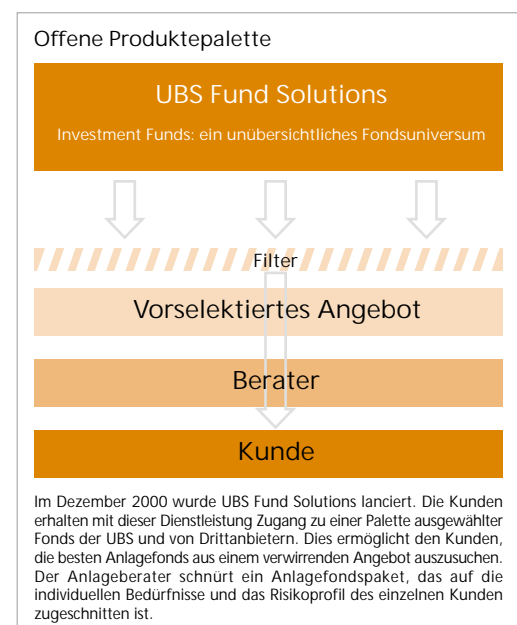 Offene Produktepalette
UBS Fund Solutions
Investment Funds: ein unübersichtliches Fondsuniversum
Filter
Vorselektiertes Angebot
Berater
Kunde
Im Dezember 2000 wurde UBS Fund Solutions lanciert. Die Kunden
erhalten mit dieser Dienstleistung Zugang zu einer Palette ausgewählter
Fonds der UBS und von Drittanbietern. Dies ermöglicht den Kunden,
die besten Anlagefonds aus einem verwirrenden Angebot auszusuchen.
Der Anlageberater schnürt ein Anlagefondspaket, das auf die
individuellen Bedürfnisse und das Risikoprofil des einzelnen Kunden
zugeschnitten ist.